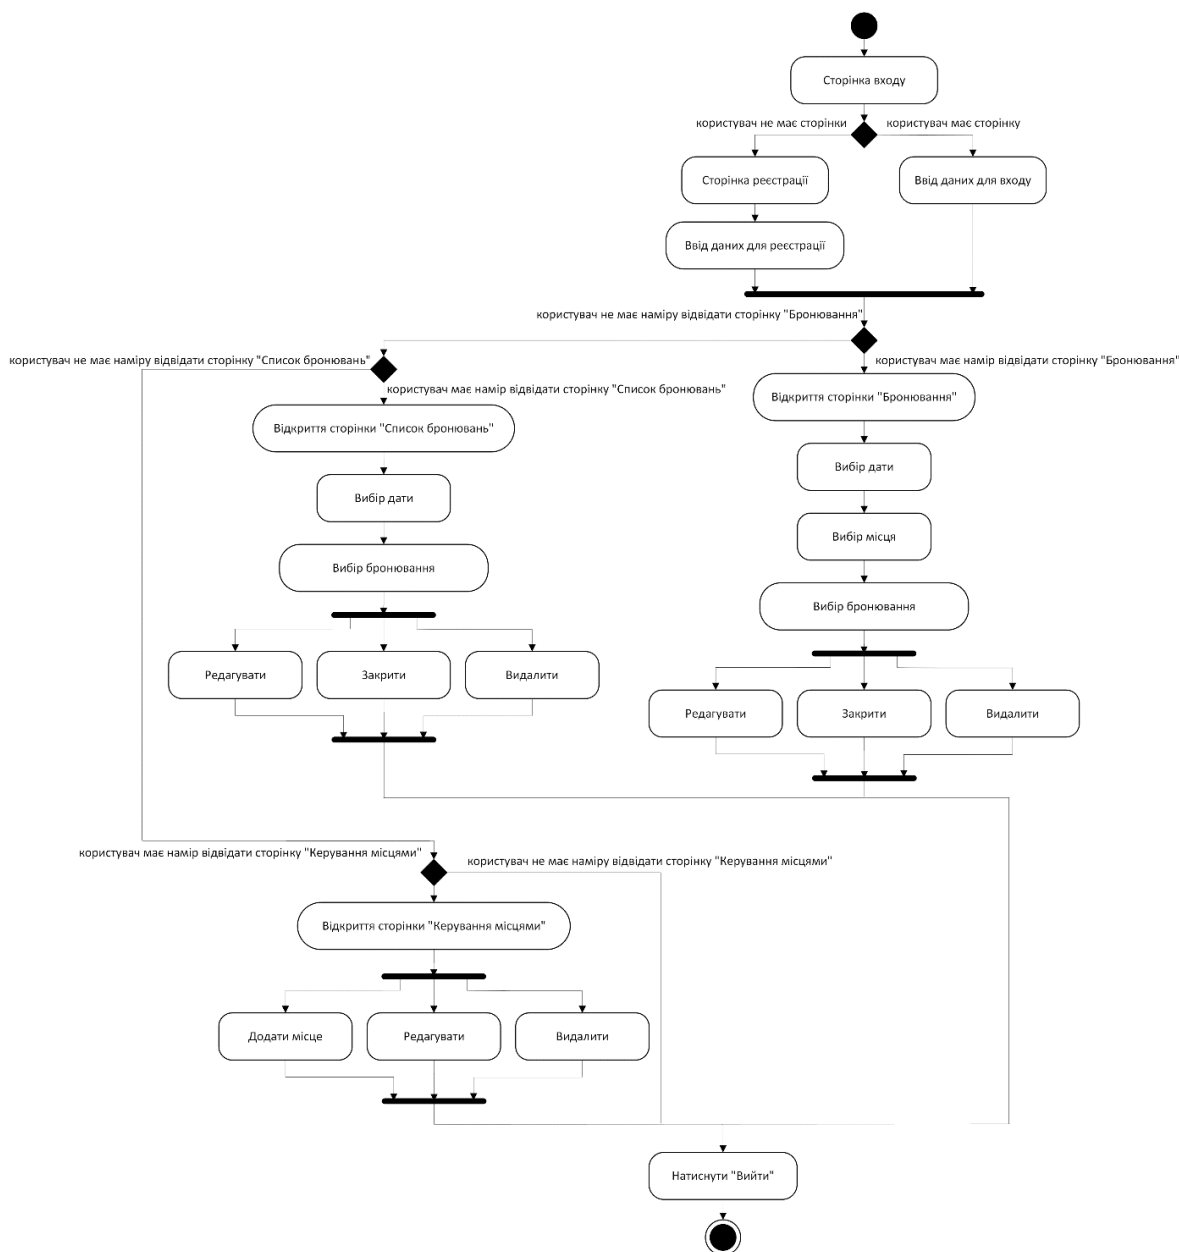 Сторінка входу
користувач не має сторінки
користувач має сторінку
Сторінка реєстрації
Ввід даних для входу
Ввід даних для реєстрації
користувач не має наміру відвідати сторінку "Бронювання"
користувач не має наміру відвідати сторінку "Список бронювань"
користувач має намір відвідати сторінку "Бронювання"
користувач має намір відвідати сторінку "Список бронювань"
Відкриття сторінки "Бронювання"
Відкриття сторінки "Список бронювань"
Вибір дати
Вибір дати
Вибір місця
Вибір бронювання
Вибір бронювання
Редагувати
Закрити
Видалити
Редагувати
Закрити
Видалити
користувач має намір відвідати сторінку "Керування місцями"
користувач не має наміру відвідати сторінку "Керування місцями"
Відкриття сторінки "Керування місцями"
Додати місце
Редагувати
Видалити
Натиснути "Вийти"